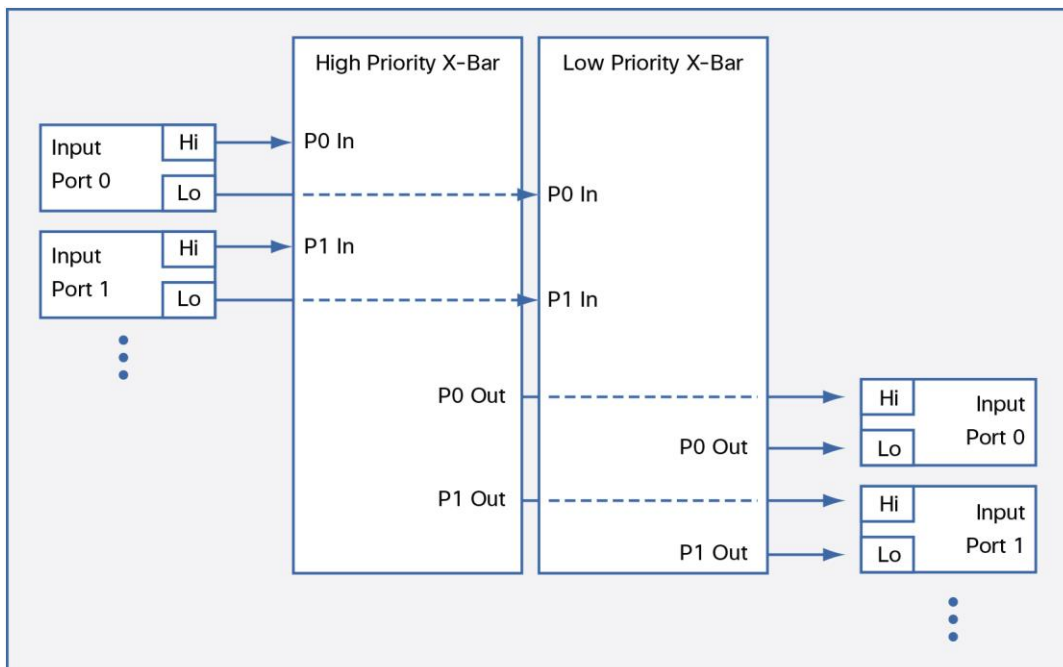 High Priority X-Bar
Low Priority X-Bar
Input
Port 0
Hi
Lo
P0 In
P0 In
Input
Port 1
Hi
Lo
P1 In
P1 In
P0 Out
P0 Out
P1 Out
P1 Out
Hi
Lo
Input
Port 0
Hi
Lo
Input
Port 1